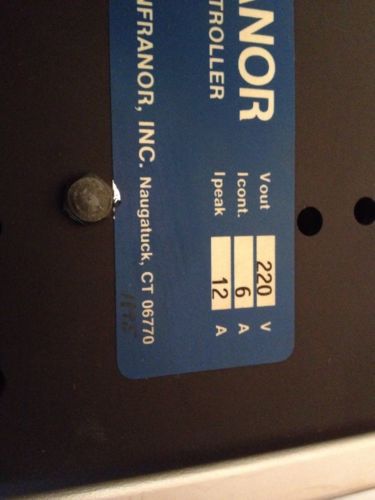 ANOR
TROLLER
Vout 220 V
Icont. 6 A
Ipeak 12 A
NFRANOR, INC. Naugatuck, CT 06770